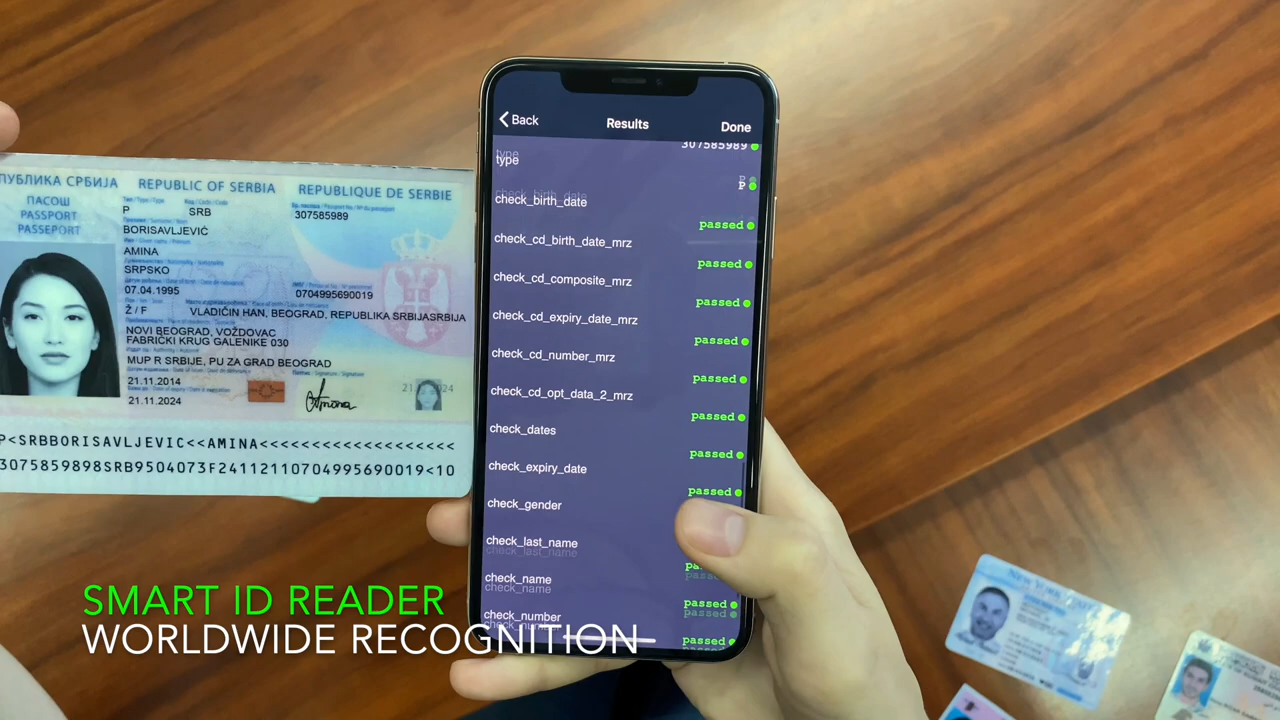 ПУБЛИКА СРБИЈА REPUBLIC OF SERBIA REPUBLIQUE DE SERBIE
ПАСОШ
PASSPORT
PASSEPORT
P SRB 307585989
BORISAVLJEVIĆ
AMINA
SRPSKO
07.04.1995 0704995690019
Ž / F VLADIČIN HAN, BEOGRAD, REPUBLIKA SRBIJASRBIJA
NOVI BEOGRAD, VOŽDOVAC
FABRIČKI KRUG GALENIKE 030
MUP R SRBIJE, PU ZA GRAD BEOGRAD
21.11.2014
21.11.2024
P<SRBBORISAVLJEVIC<<AMINA<<<<<<<<<<<<<<<<<<
3075859898SRB9504073F24112110704995690019<10
Back Results Done
307585989
type
P
check_birth_date
passed
check_cd_birth_date_mrz
passed
check_cd_composite_mrz
passed
check_cd_expiry_date_mrz
passed
check_cd_number_mrz
passed
check_cd_opt_data_2_mrz
passed
check_dates
passed
check_expiry_date
passed
check_gender
check_last_name
check_name
passed
check_number
passed
SMART ID READER
WORLDWIDE RECOGNITION